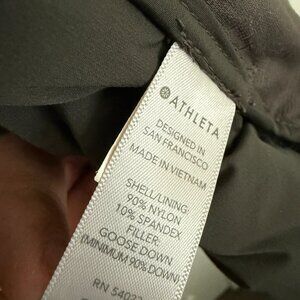 ATHLETA
DESIGNED IN
SAN FRANCISCO
MADE IN VIETNAM
SHELL/LINING:
90% NYLON
10% SPANDEX
FILLER:
GOOSE DOWN
(MINIMUM 90% DOWN)
RN